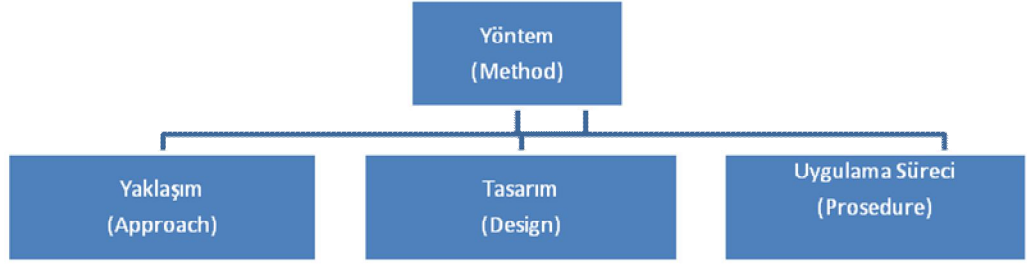 Yöntem
(Method)
Yaklaşım
(Approach)
Tasarım
(Design)
Uygulama Süreci
(Prosedure)